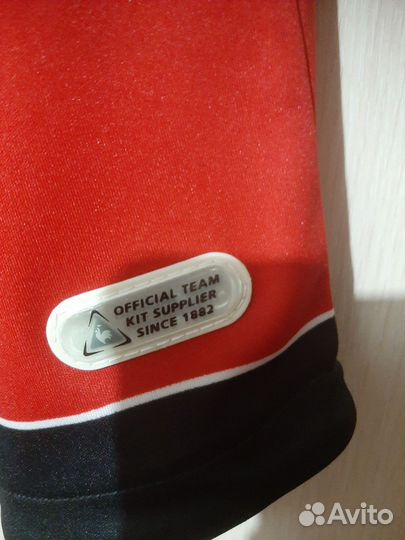 OFFICIAL TEAM
KIT SUPPLIER
SINCE 1882
Avito